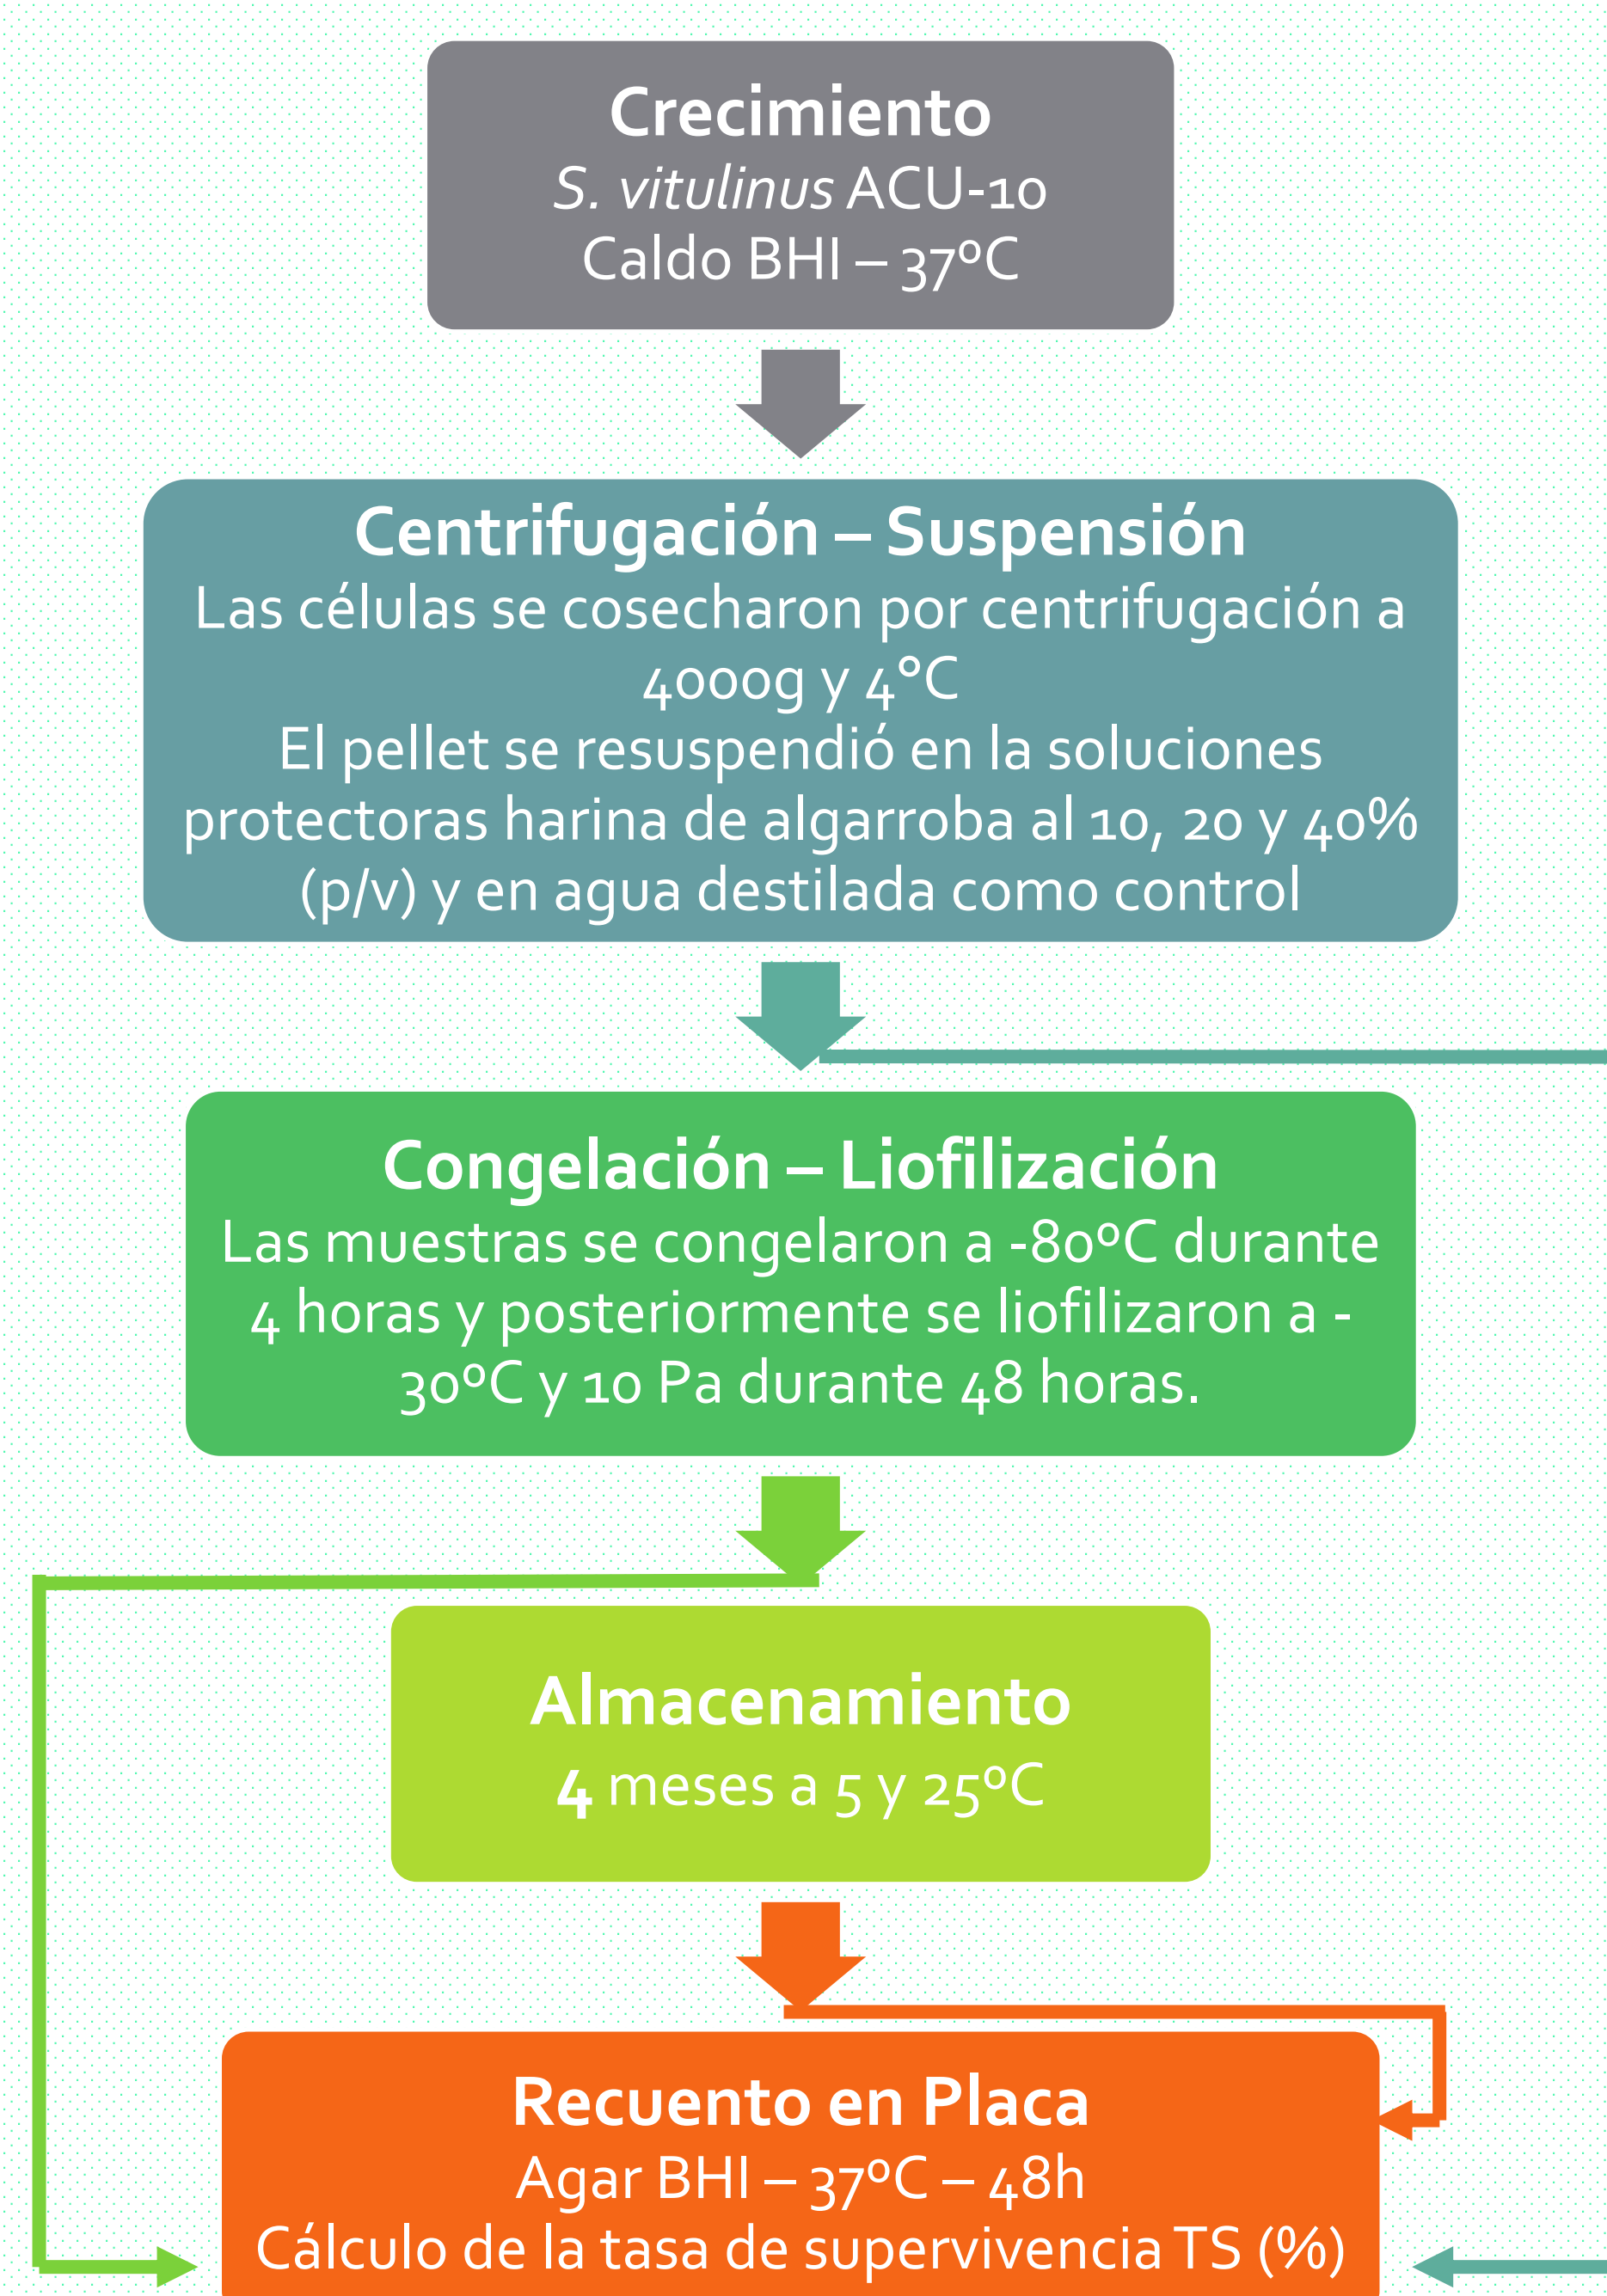 Crecimiento
S. vitulinus ACU-10
Caldo BHI – 37ºC
Centrifugación – Suspensión
Las células se cosecharon por centrifugación a
4000g y 4°C
El pellet se resuspendió en la soluciones
protectoras harina de algarroba al 10, 20 y 40%
(p/v) y en agua destilada como control
Congelación – Liofilización
Las muestras se congelaron a -80ºC durante
4 horas y posteriormente se liofilizaron a -
30ºC y 10 Pa durante 48 horas.
Almacenamiento
4 meses a 5 y 25ºC
Recuento en Placa
Agar BHI – 37ºC – 48h
Cálculo de la tasa de supervivencia TS (%)